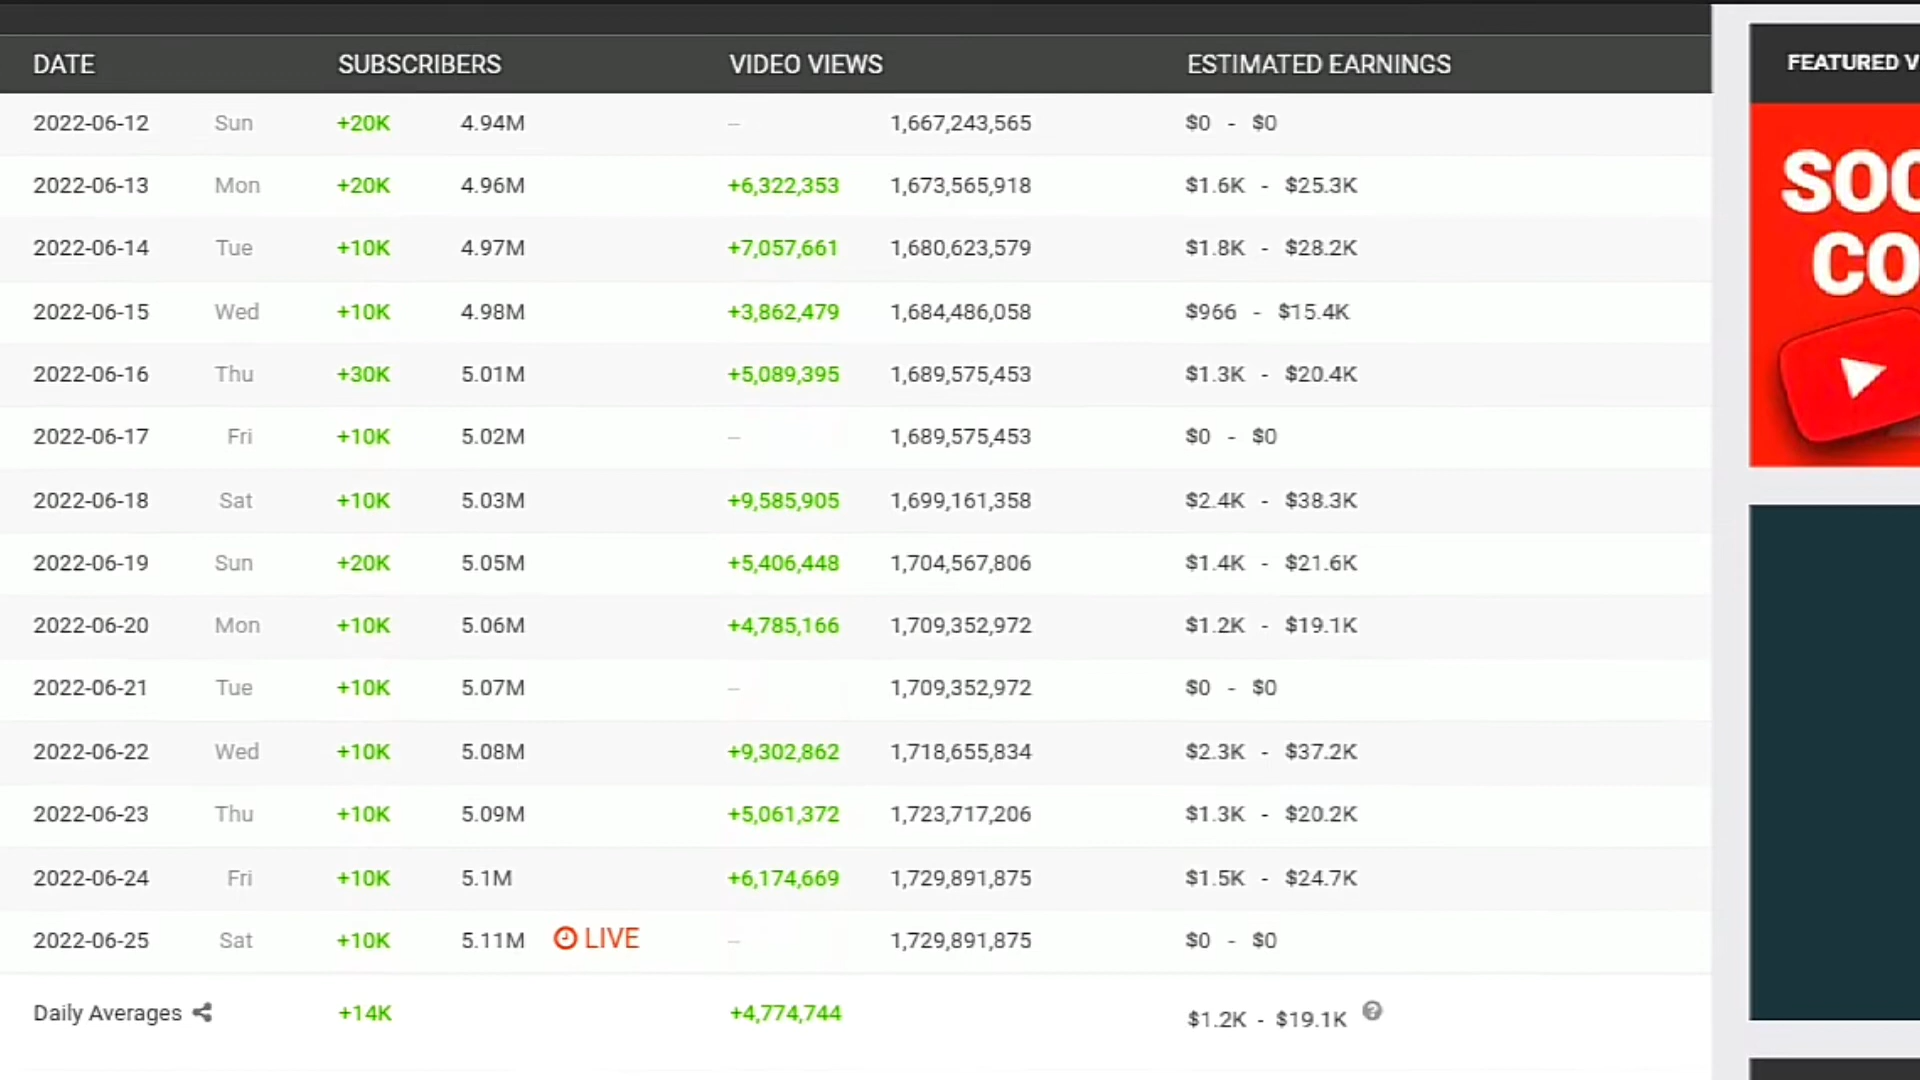 DATE SUBSCRIBERS VIDEO VIEWS ESTIMATED EARNINGS
2022-06-12 Sun +20K 4.94M – 1,667,243,565 $0 - $0
2022-06-13 Mon +20K 4.96M +6,322,353 1,673,565,918 $1.6K - $25.3K
2022-06-14 Tue +10K 4.97M +7,057,661 1,680,623,579 $1.8K - $28.2K
2022-06-15 Wed +10K 4.98M +3,862,479 1,684,486,058 $966 - $15.4K
2022-06-16 Thu +30K 5.01M +5,089,395 1,689,575,453 $1.3K - $20.4K
2022-06-17 Fri +10K 5.02M – 1,689,575,453 $0 - $0
2022-06-18 Sat +10K 5.03M +9,585,905 1,699,161,358 $2.4K - $38.3K
2022-06-19 Sun +20K 5.05M +5,406,448 1,704,567,806 $1.4K - $21.6K
2022-06-20 Mon +10K 5.06M +4,785,166 1,709,352,972 $1.2K - $19.1K
2022-06-21 Tue +10K 5.07M – 1,709,352,972 $0 - $0
2022-06-22 Wed +10K 5.08M +9,302,862 1,718,655,834 $2.3K - $37.2K
2022-06-23 Thu +10K 5.09M +5,061,372 1,723,717,206 $1.3K - $20.2K
2022-06-24 Fri +10K 5.1M +6,174,669 1,729,891,875 $1.5K - $24.7K
2022-06-25 Sat +10K 5.11M LIVE – 1,729,891,875 $0 - $0
Daily Averages +14K +4,774,744 $1.2K - $19.1K
FEATURED V
SOC
CO